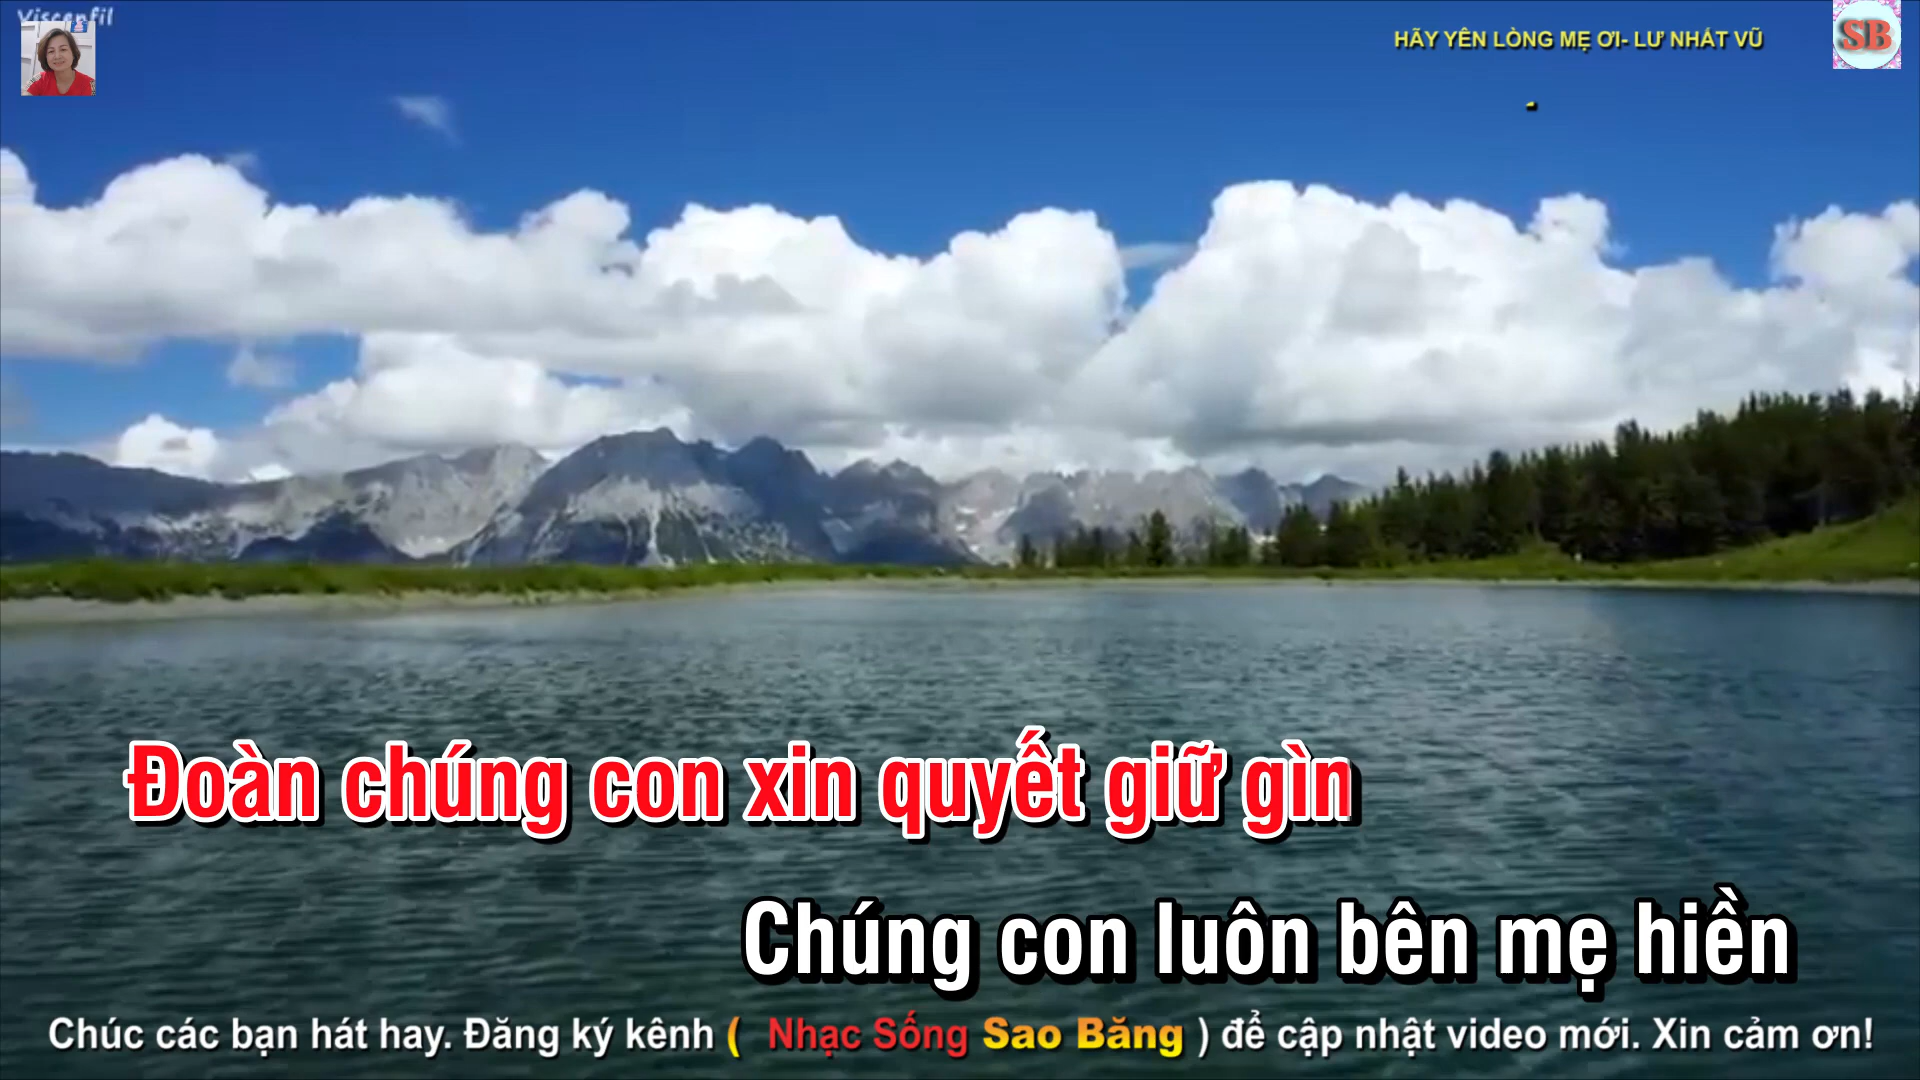 Viscenfil
HÃY YÊN LÒNG MẸ ƠI- LƯ NHẤT VŨ
SB
Đoàn chúng con xin quyết giữ gìn
Chúng con luôn bên mẹ hiền
Chúc các bạn hát hay. Đăng ký kênh ( Nhạc Sống Sao Băng ) để cập nhật video mới. Xin cảm ơn!